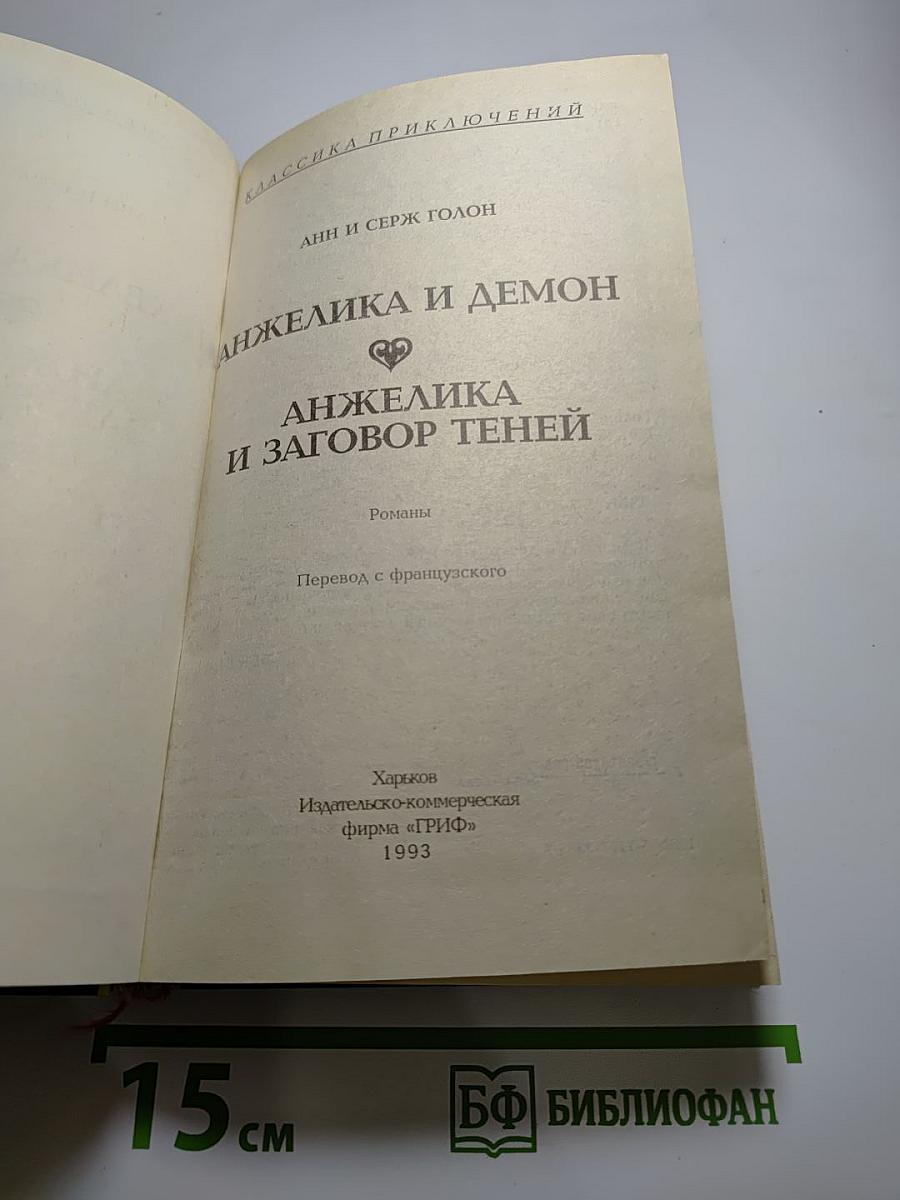 КЛАССИКА ПРИКЛЮЧЕНИЙ
АНН И СЕРЖ ГОЛОН
АНЖЕЛИКА И ДЕМОН
АНЖЕЛИКА
И ЗАГОВОР ТЕНЕЙ
Романы
Перевод с французского
Харьков
Издательско-коммерческая
фирма «ГРИФ»
1993
15 см
БФ БИБЛИОФАН